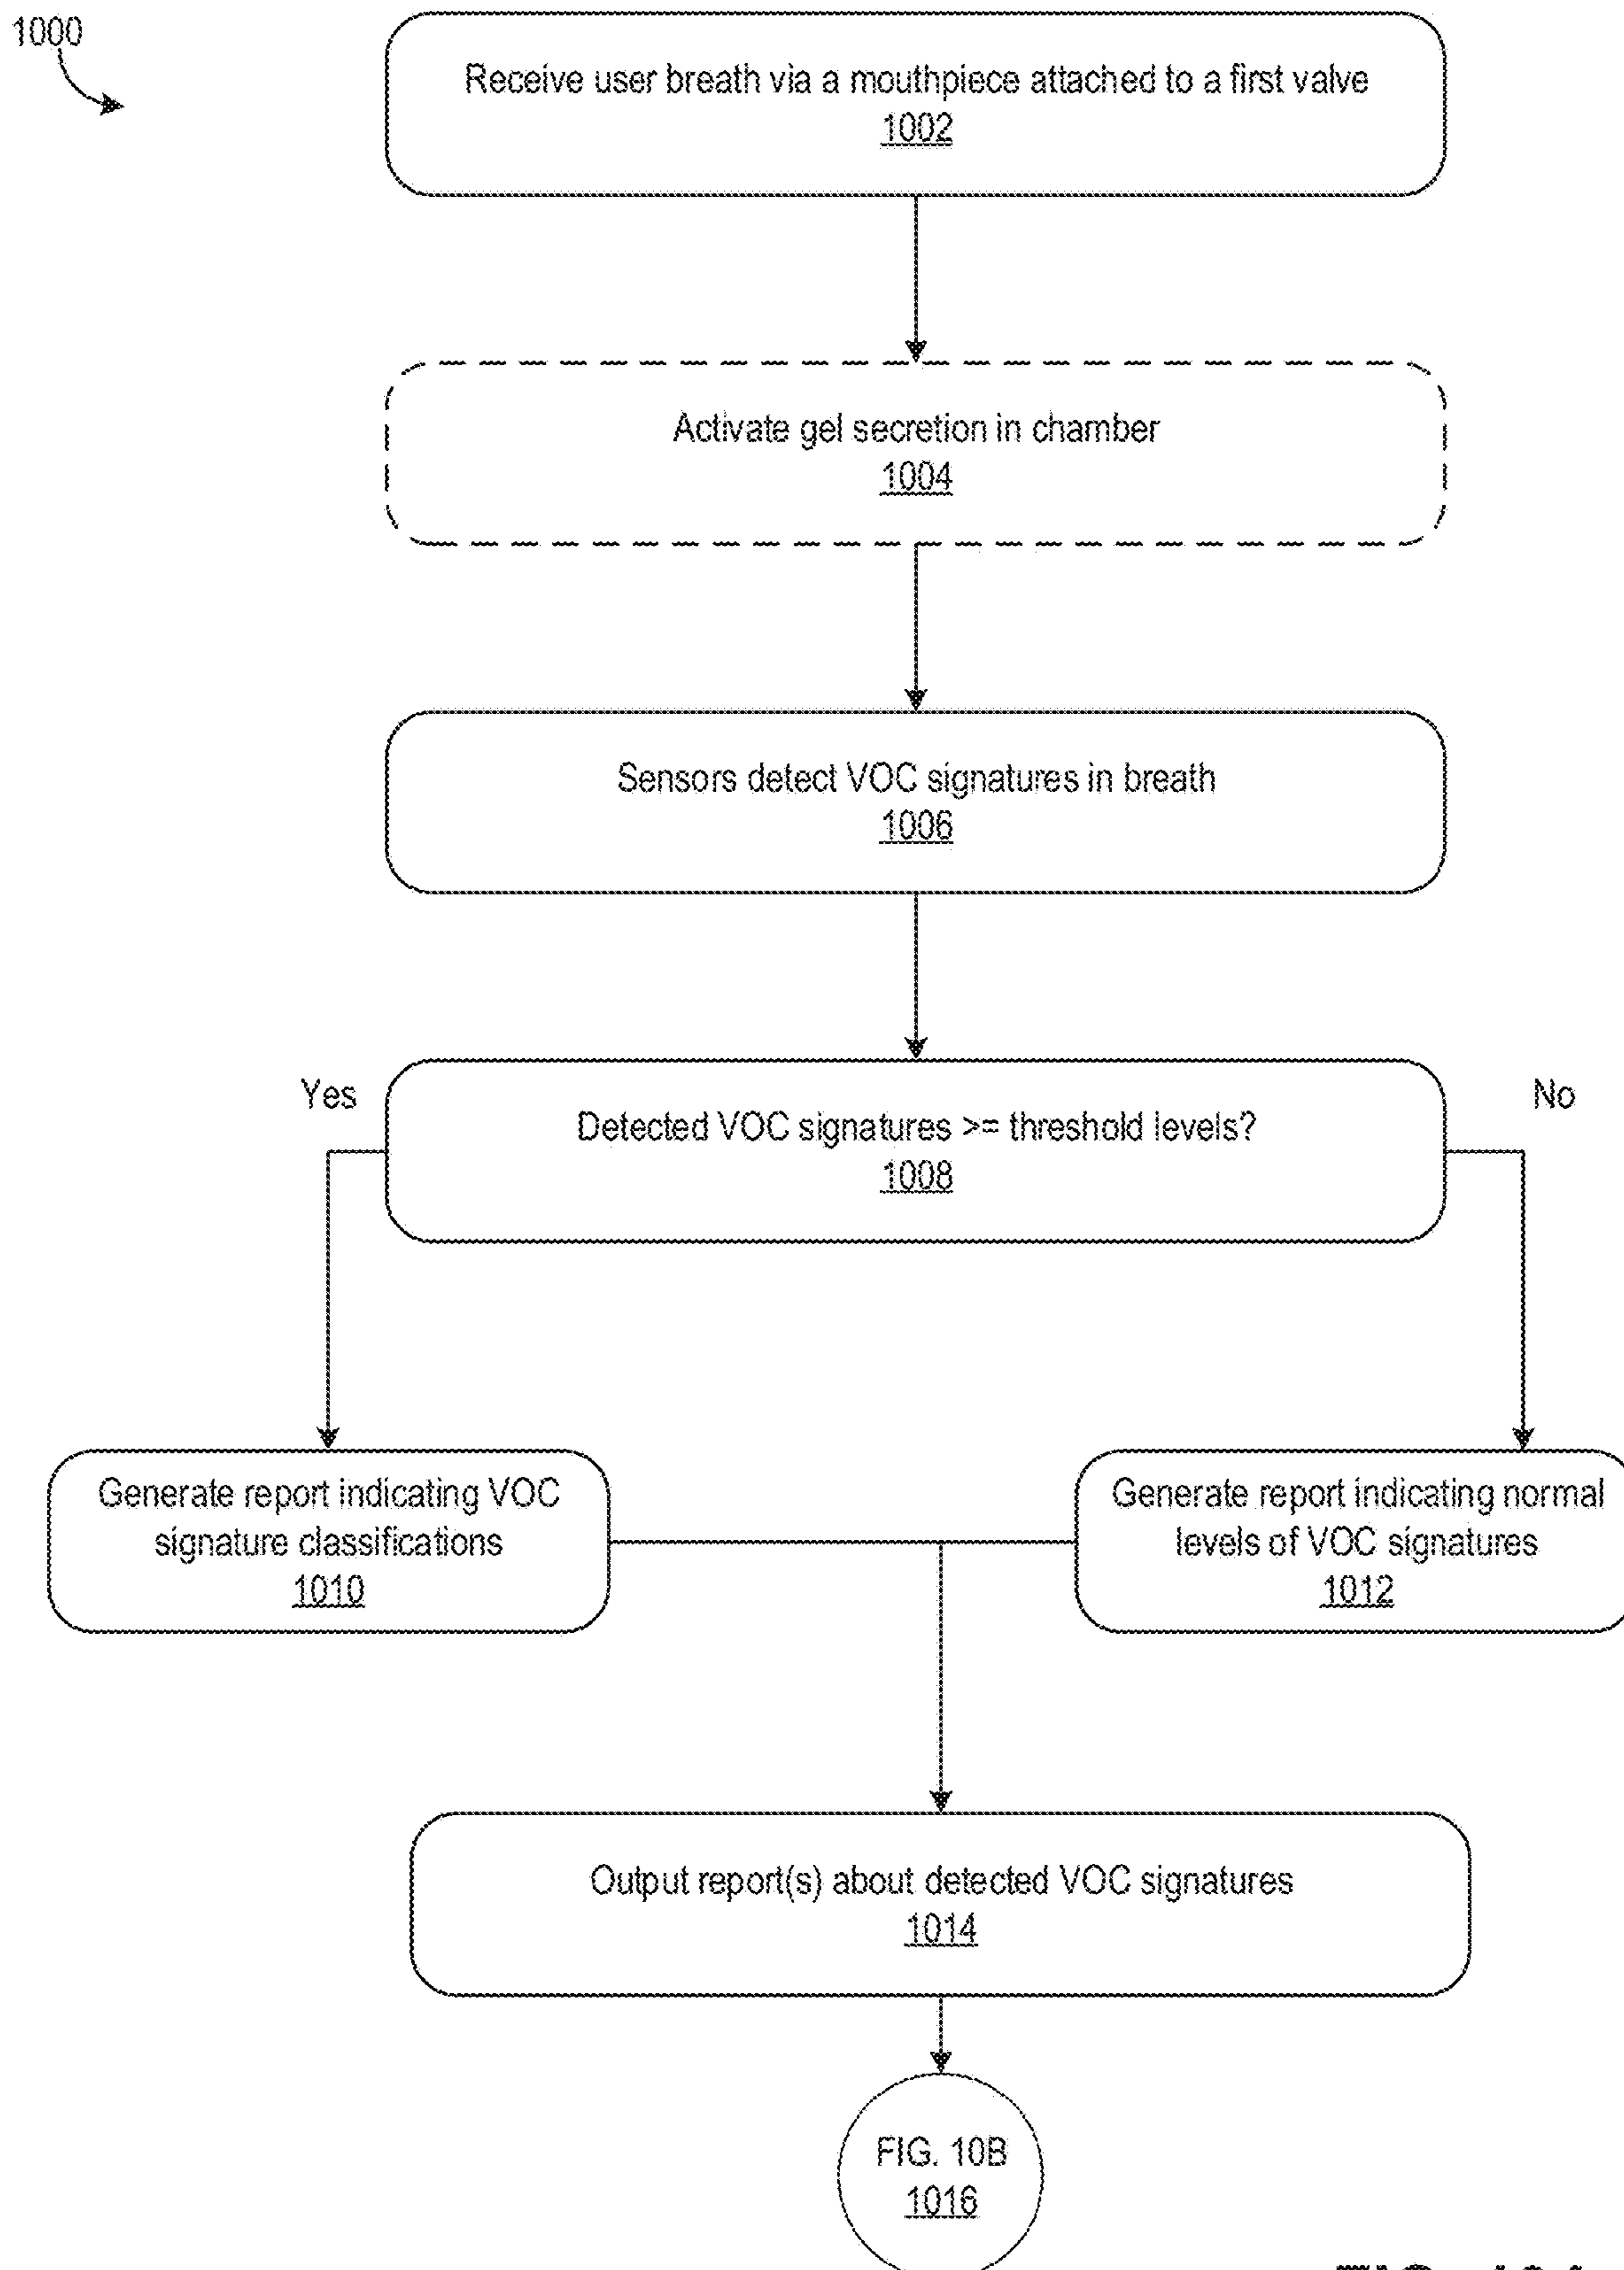 1000
Receive user breath via a mouthpiece attached to a first valve
1002
Activate gel secretion in chamber
1004
Sensors detect VOC signatures in breath
1006
Detected VOC signatures >= threshold levels?
1008
Yes
No
Generate report indicating VOC
signature classifications
1010
Generate report indicating normal
levels of VOC signatures
1012
Output report(s) about detected VOC signatures
1014
FIG. 10B
1016